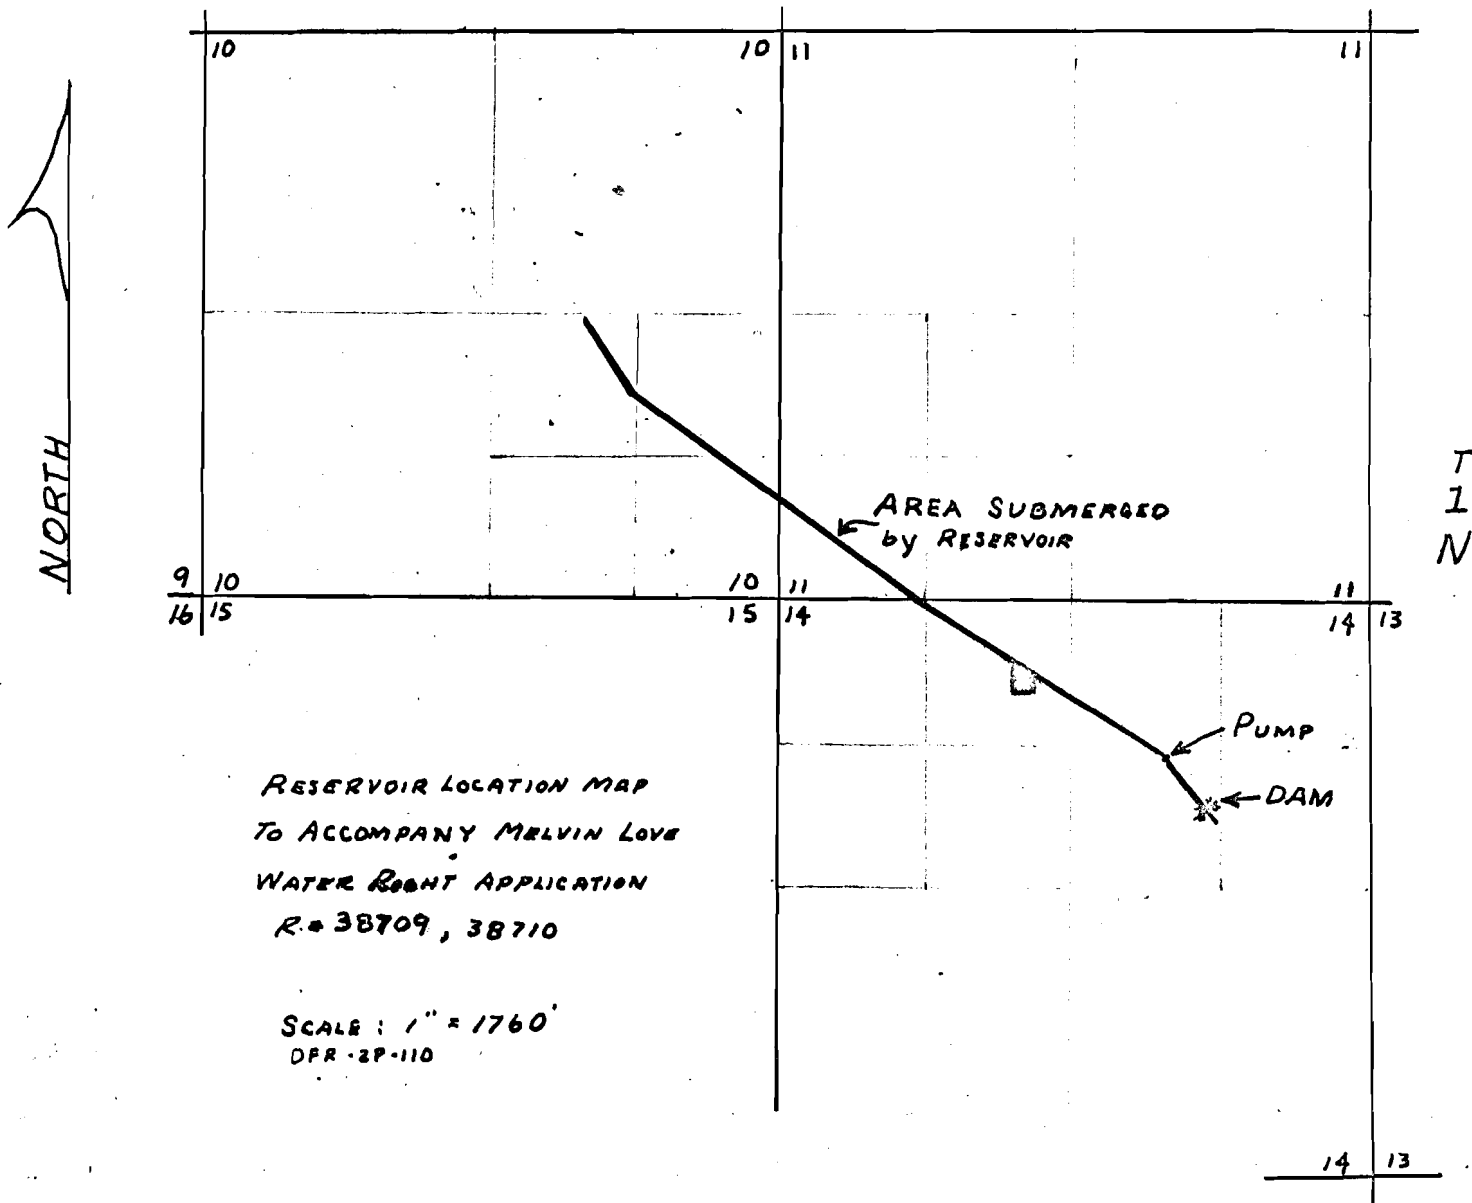 10
10 11
11
NORTH
T
1
N
AREA SUBMERGED
by RESERVOIR
9 10
10 11
11
16 15
15 14
14 13
PUMP
DAM
RESERVOIR LOCATION MAP
TO ACCOMPANY MELVIN LOVE
WATER RIGHT APPLICATION
R. 38709, 38710
SCALE: 1" = 1760'
DFR-2P-110
14 13